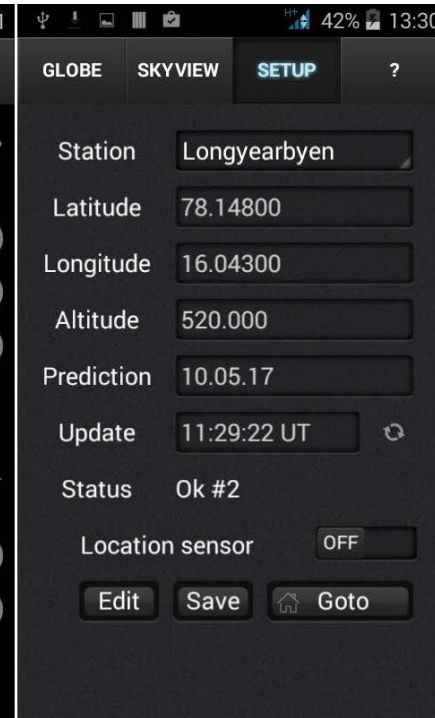 H+ 42% 13:30
GLOBE SKYVIEW SETUP ?
Station Longyearbyen
Latitude 78.14800
Longitude 16.04300
Altitude 520.000
Prediction 10.05.17
Update 11:29:22 UT
Status Ok #2
Location sensor OFF
Edit Save Goto